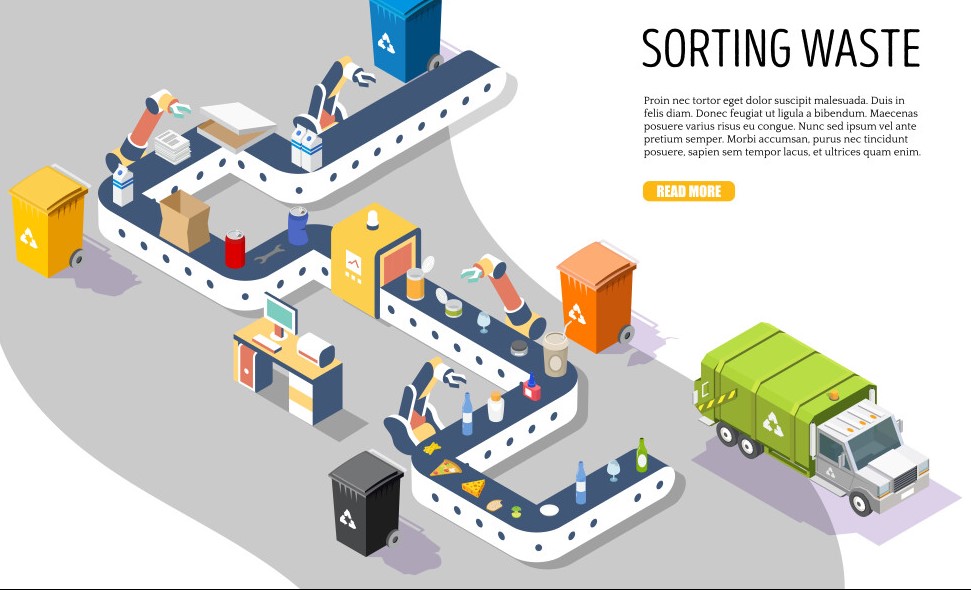 SORTING WASTE
Proin nec tortor eget dolor suscipit malesuada. Duis in
felis diam. Donec feugiat ut ligula a bibendum. Maecenas
posuere varius risus eu congue. Nunc sed ipsum vel ante
pretium semper. Morbi accumsan, purus nec tincidunt
posuere, sapien sem tempor lacus, et ultrices quam enim.
READ MORE